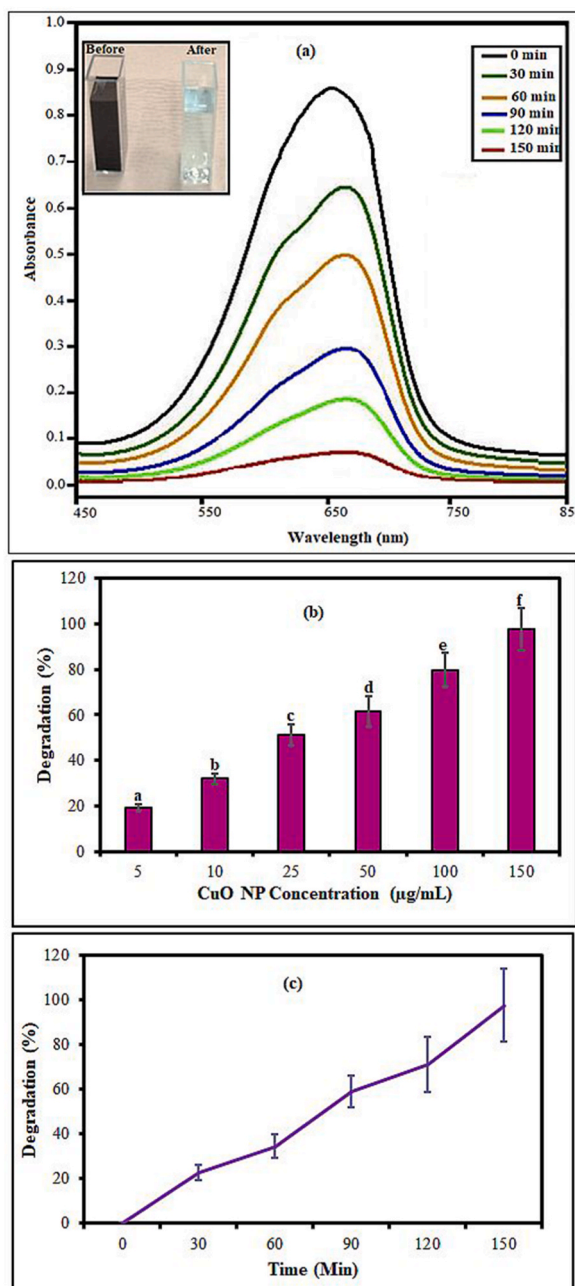 Before
After
(a)
0 min
30 min
60 min
90 min
120 min
150 min
1.0
0.9
0.8
0.7
0.6
0.5
0.4
0.3
0.2
0.1
0.0
Absorbance
450
550
650
750
85
Wavelength (nm)
(b)
120
100
80
60
40
20
0
Degradation (%)
a
b
c
d
e
f
5
10
25
50
100
150
CuO NP Concentration (µg/mL)
(c)
120
100
80
60
40
20
0
Degradation (%)
0
30
60
90
120
150
Time (Min)